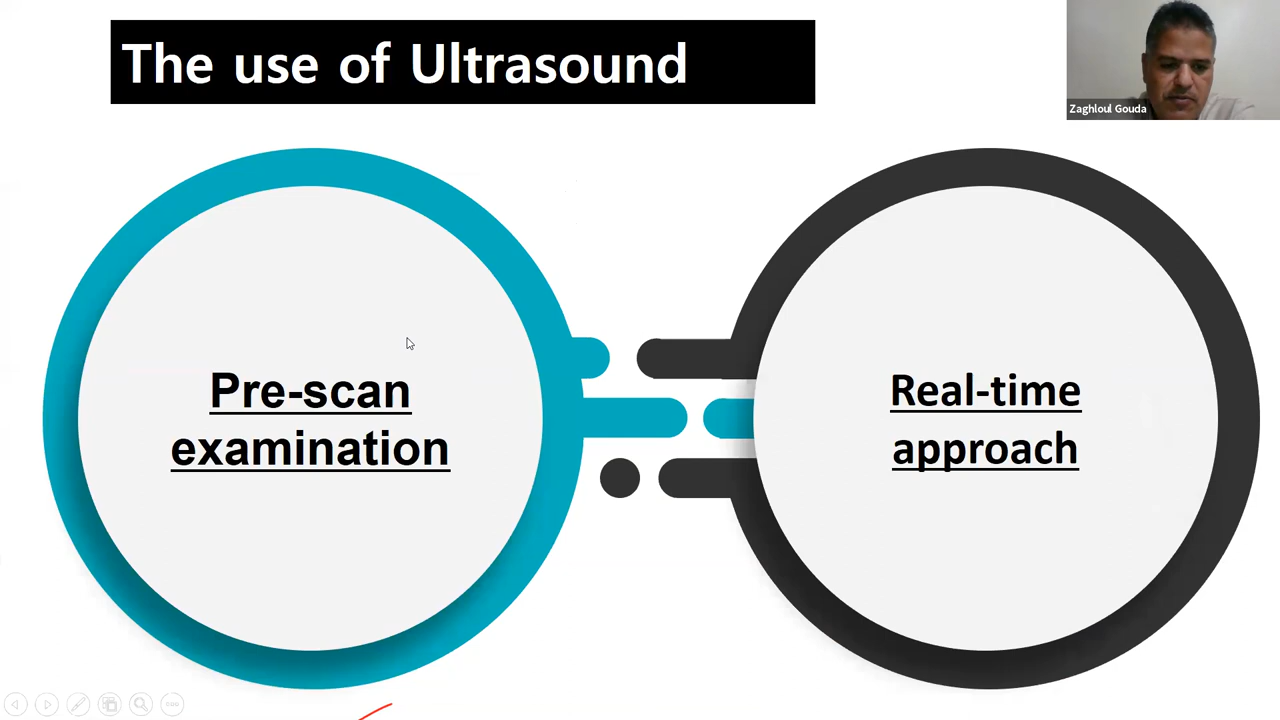 The use of Ultrasound
Zaghloul Gouda
Pre-scan
examination
Real-time
approach